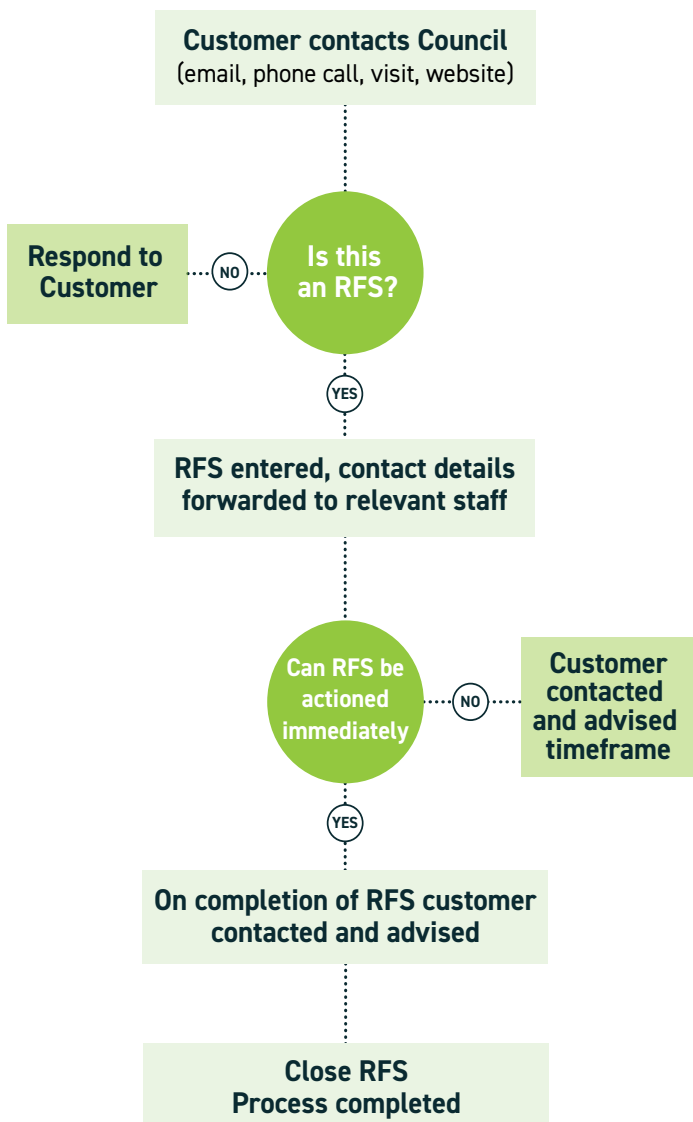 Customer contacts Council
(email, phone call, visit, website)
Is this
an RFS?
NO
Respond to
Customer
YES
RFS entered, contact details
forwarded to relevant staff
Can RFS be
actioned
immediately
NO
Customer
contacted
and advised
timeframe
YES
On completion of RFS customer
contacted and advised
Close RFS
Process completed